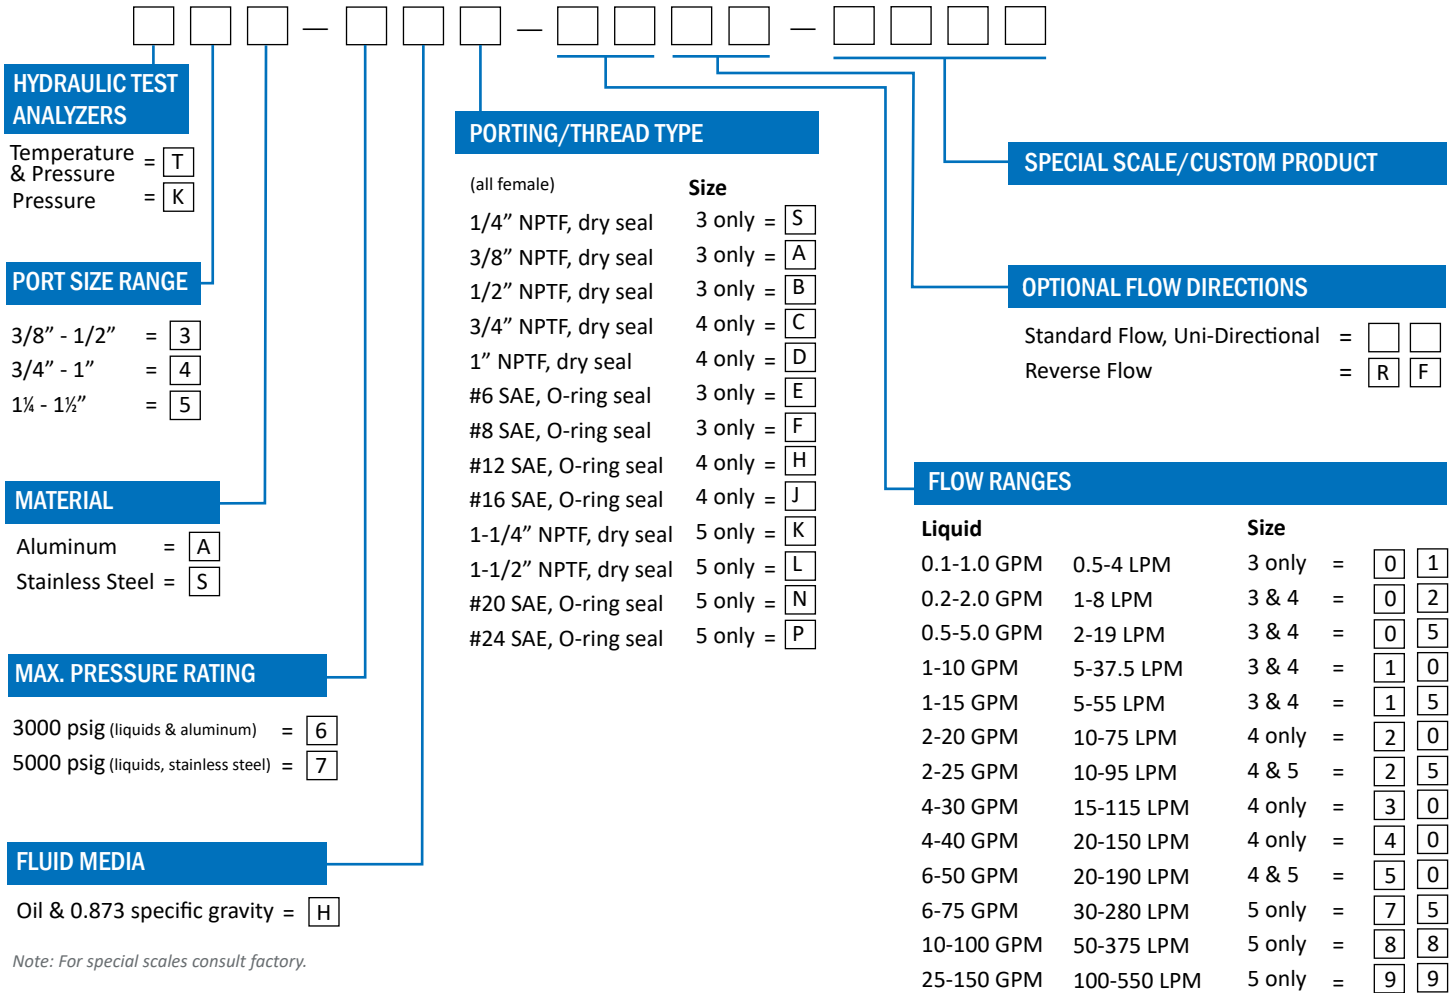 — — —
HYDRAULIC TEST
ANALYZERS
Temperature
& Pressure = T
Pressure = K
PORT SIZE RANGE
3/8” - 1/2” = 3
3/4” - 1” = 4
1¼ - 1½” = 5
MATERIAL
Aluminum = A
Stainless Steel = S
MAX. PRESSURE RATING
3000 psig (liquids & aluminum) = 6
5000 psig (liquids, stainless steel) = 7
FLUID MEDIA
Oil & 0.873 specific gravity = H
Note: For special scales consult factory.
PORTING/THREAD TYPE
(all female) Size
1/4” NPTF, dry seal 3 only = S
3/8” NPTF, dry seal 3 only = A
1/2” NPTF, dry seal 3 only = B
3/4” NPTF, dry seal 4 only = C
1” NPTF, dry seal 4 only = D
#6 SAE, O-ring seal 3 only = E
#8 SAE, O-ring seal 3 only = F
#12 SAE, O-ring seal 4 only = H
#16 SAE, O-ring seal 4 only = J
1-1/4” NPTF, dry seal 5 only = K
1-1/2” NPTF, dry seal 5 only = L
#20 SAE, O-ring seal 5 only = N
#24 SAE, O-ring seal 5 only = P
SPECIAL SCALE/CUSTOM PRODUCT
OPTIONAL FLOW DIRECTIONS
Standard Flow, Uni-Directional =
Reverse Flow = R F
FLOW RANGES
Liquid Size
0.1-1.0 GPM 0.5-4 LPM 3 only = 0 1
0.2-2.0 GPM 1-8 LPM 3 & 4 = 0 2
0.5-5.0 GPM 2-19 LPM 3 & 4 = 0 5
1-10 GPM 5-37.5 LPM 3 & 4 = 1 0
1-15 GPM 5-55 LPM 3 & 4 = 1 5
2-20 GPM 10-75 LPM 4 only = 2 0
2-25 GPM 10-95 LPM 4 & 5 = 2 5
4-30 GPM 15-115 LPM 4 only = 3 0
4-40 GPM 20-150 LPM 4 only = 4 0
6-50 GPM 20-190 LPM 4 & 5 = 5 0
6-75 GPM 30-280 LPM 5 only = 7 5
10-100 GPM 50-375 LPM 5 only = 8 8
25-150 GPM 100-550 LPM 5 only = 9 9